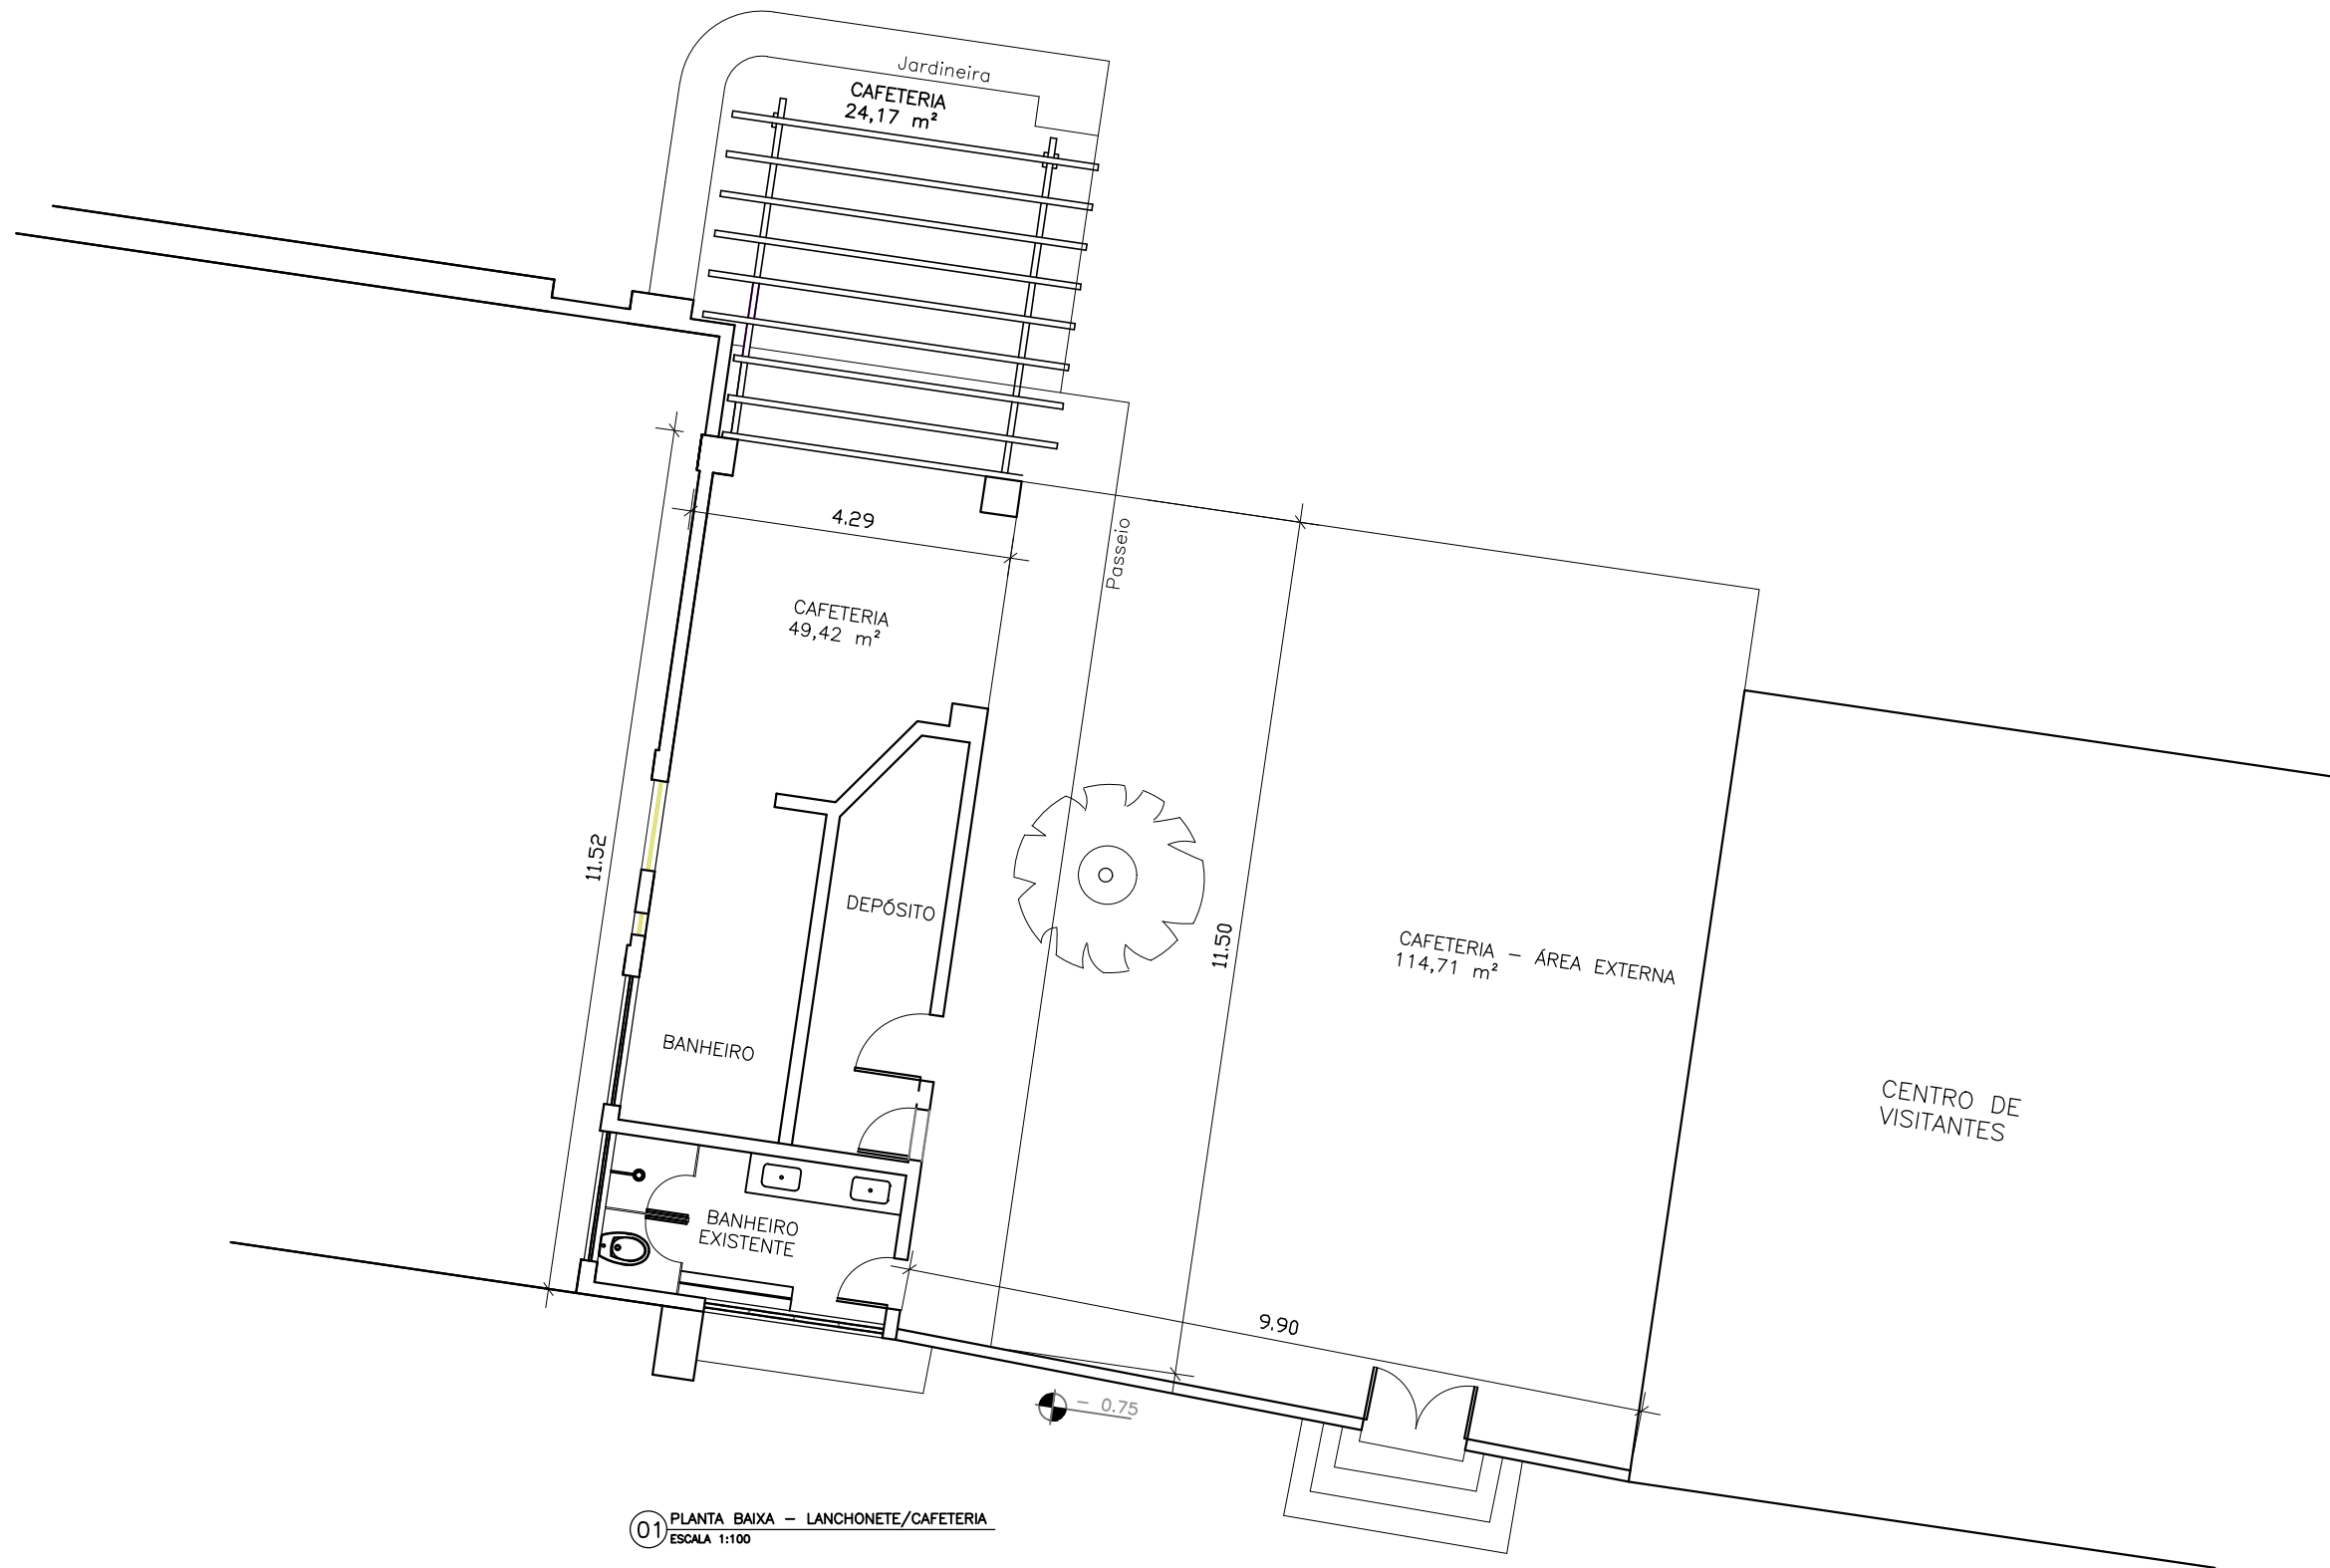 Jardineira
CAFETERIA
24,17 m²
4.29
Passeio
CAFETERIA
49,42 m²
11.52
DEPÓSITO
11.50
CAFETERIA – ÁREA EXTERNA
114,71 m²
BANHEIRO
CENTRO DE
VISITANTES
BANHEIRO
EXISTENTE
9.90
– 0.75
01
PLANTA BAIXA – LANCHONETE/CAFETERIA
ESCALA 1:100